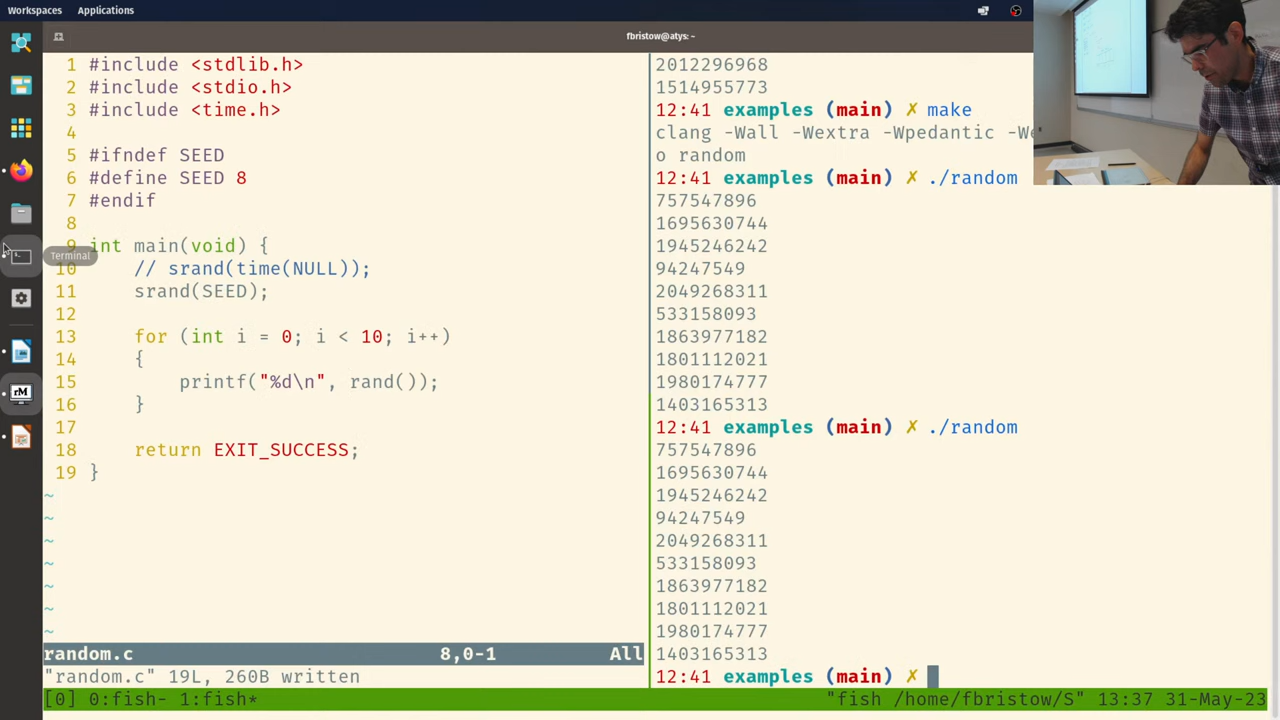 Workspaces Applications
fbristow@atys: ~
1 #include <stdlib.h>
2 #include <stdio.h>
3 #include <time.h>
4
5 #ifndef SEED
6 #define SEED 8
7 #endif
8
9 int main(void) {
Terminal
10 // srand(time(NULL));
11 srand(SEED);
12
13 for (int i = 0; i < 10; i++)
14 {
15 printf("%d\n", rand());
16 }
17
18 return EXIT_SUCCESS;
19 }
~
~
~
~
~
~
~
random.c 8,0-1 All
"random.c" 19L, 260B written
2012296968
1514955773
12:41 examples (main) ✗ make
clang -Wall -Wextra -Wpedantic -We
o random
12:41 examples (main) ✗ ./random
757547896
1695630744
1945246242
94247549
2049268311
533158093
1863977182
1801112021
1980174777
1403165313
12:41 examples (main) ✗ ./random
757547896
1695630744
1945246242
94247549
2049268311
533158093
1863977182
1801112021
1980174777
1403165313
12:41 examples (main) ✗
[0] 0:fish- 1:fish* "fish /home/fbristow/S" 13:37 31-May-23
rM